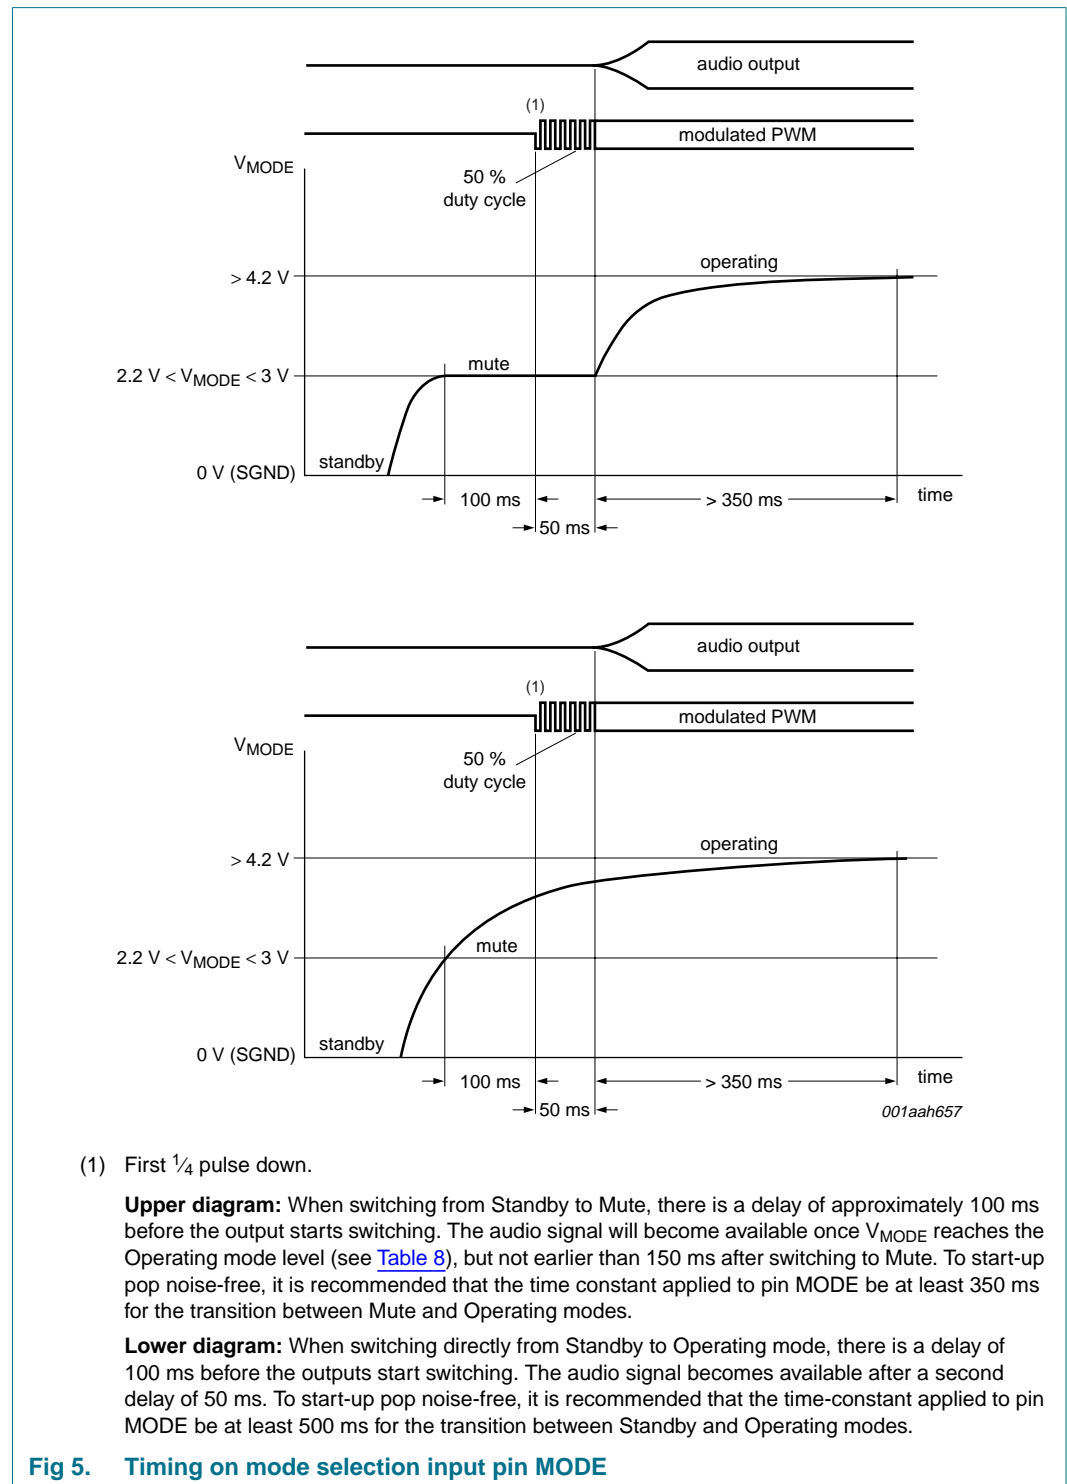 audio output
(1)
modulated PWM
VMODE
50 %
duty cycle
operating
> 4.2 V
mute
2.2 V < VMODE < 3 V
standby
0 V (SGND)
100 ms
> 350 ms
time
50 ms
audio output
(1)
modulated PWM
VMODE
50 %
duty cycle
operating
> 4.2 V
mute
2.2 V < VMODE < 3 V
standby
0 V (SGND)
100 ms
> 350 ms
time
50 ms
001aah657
(1) First 1⁄4 pulse down.
Upper diagram: When switching from Standby to Mute, there is a delay of approximately 100 ms
before the output starts switching. The audio signal will become available once VMODE reaches the
Operating mode level (see Table 8), but not earlier than 150 ms after switching to Mute. To start-up
pop noise-free, it is recommended that the time constant applied to pin MODE be at least 350 ms
for the transition between Mute and Operating modes.
Lower diagram: When switching directly from Standby to Operating mode, there is a delay of
100 ms before the outputs start switching. The audio signal becomes available after a second
delay of 50 ms. To start-up pop noise-free, it is recommended that the time-constant applied to pin
MODE be at least 500 ms for the transition between Standby and Operating modes.
Fig 5. Timing on mode selection input pin MODE